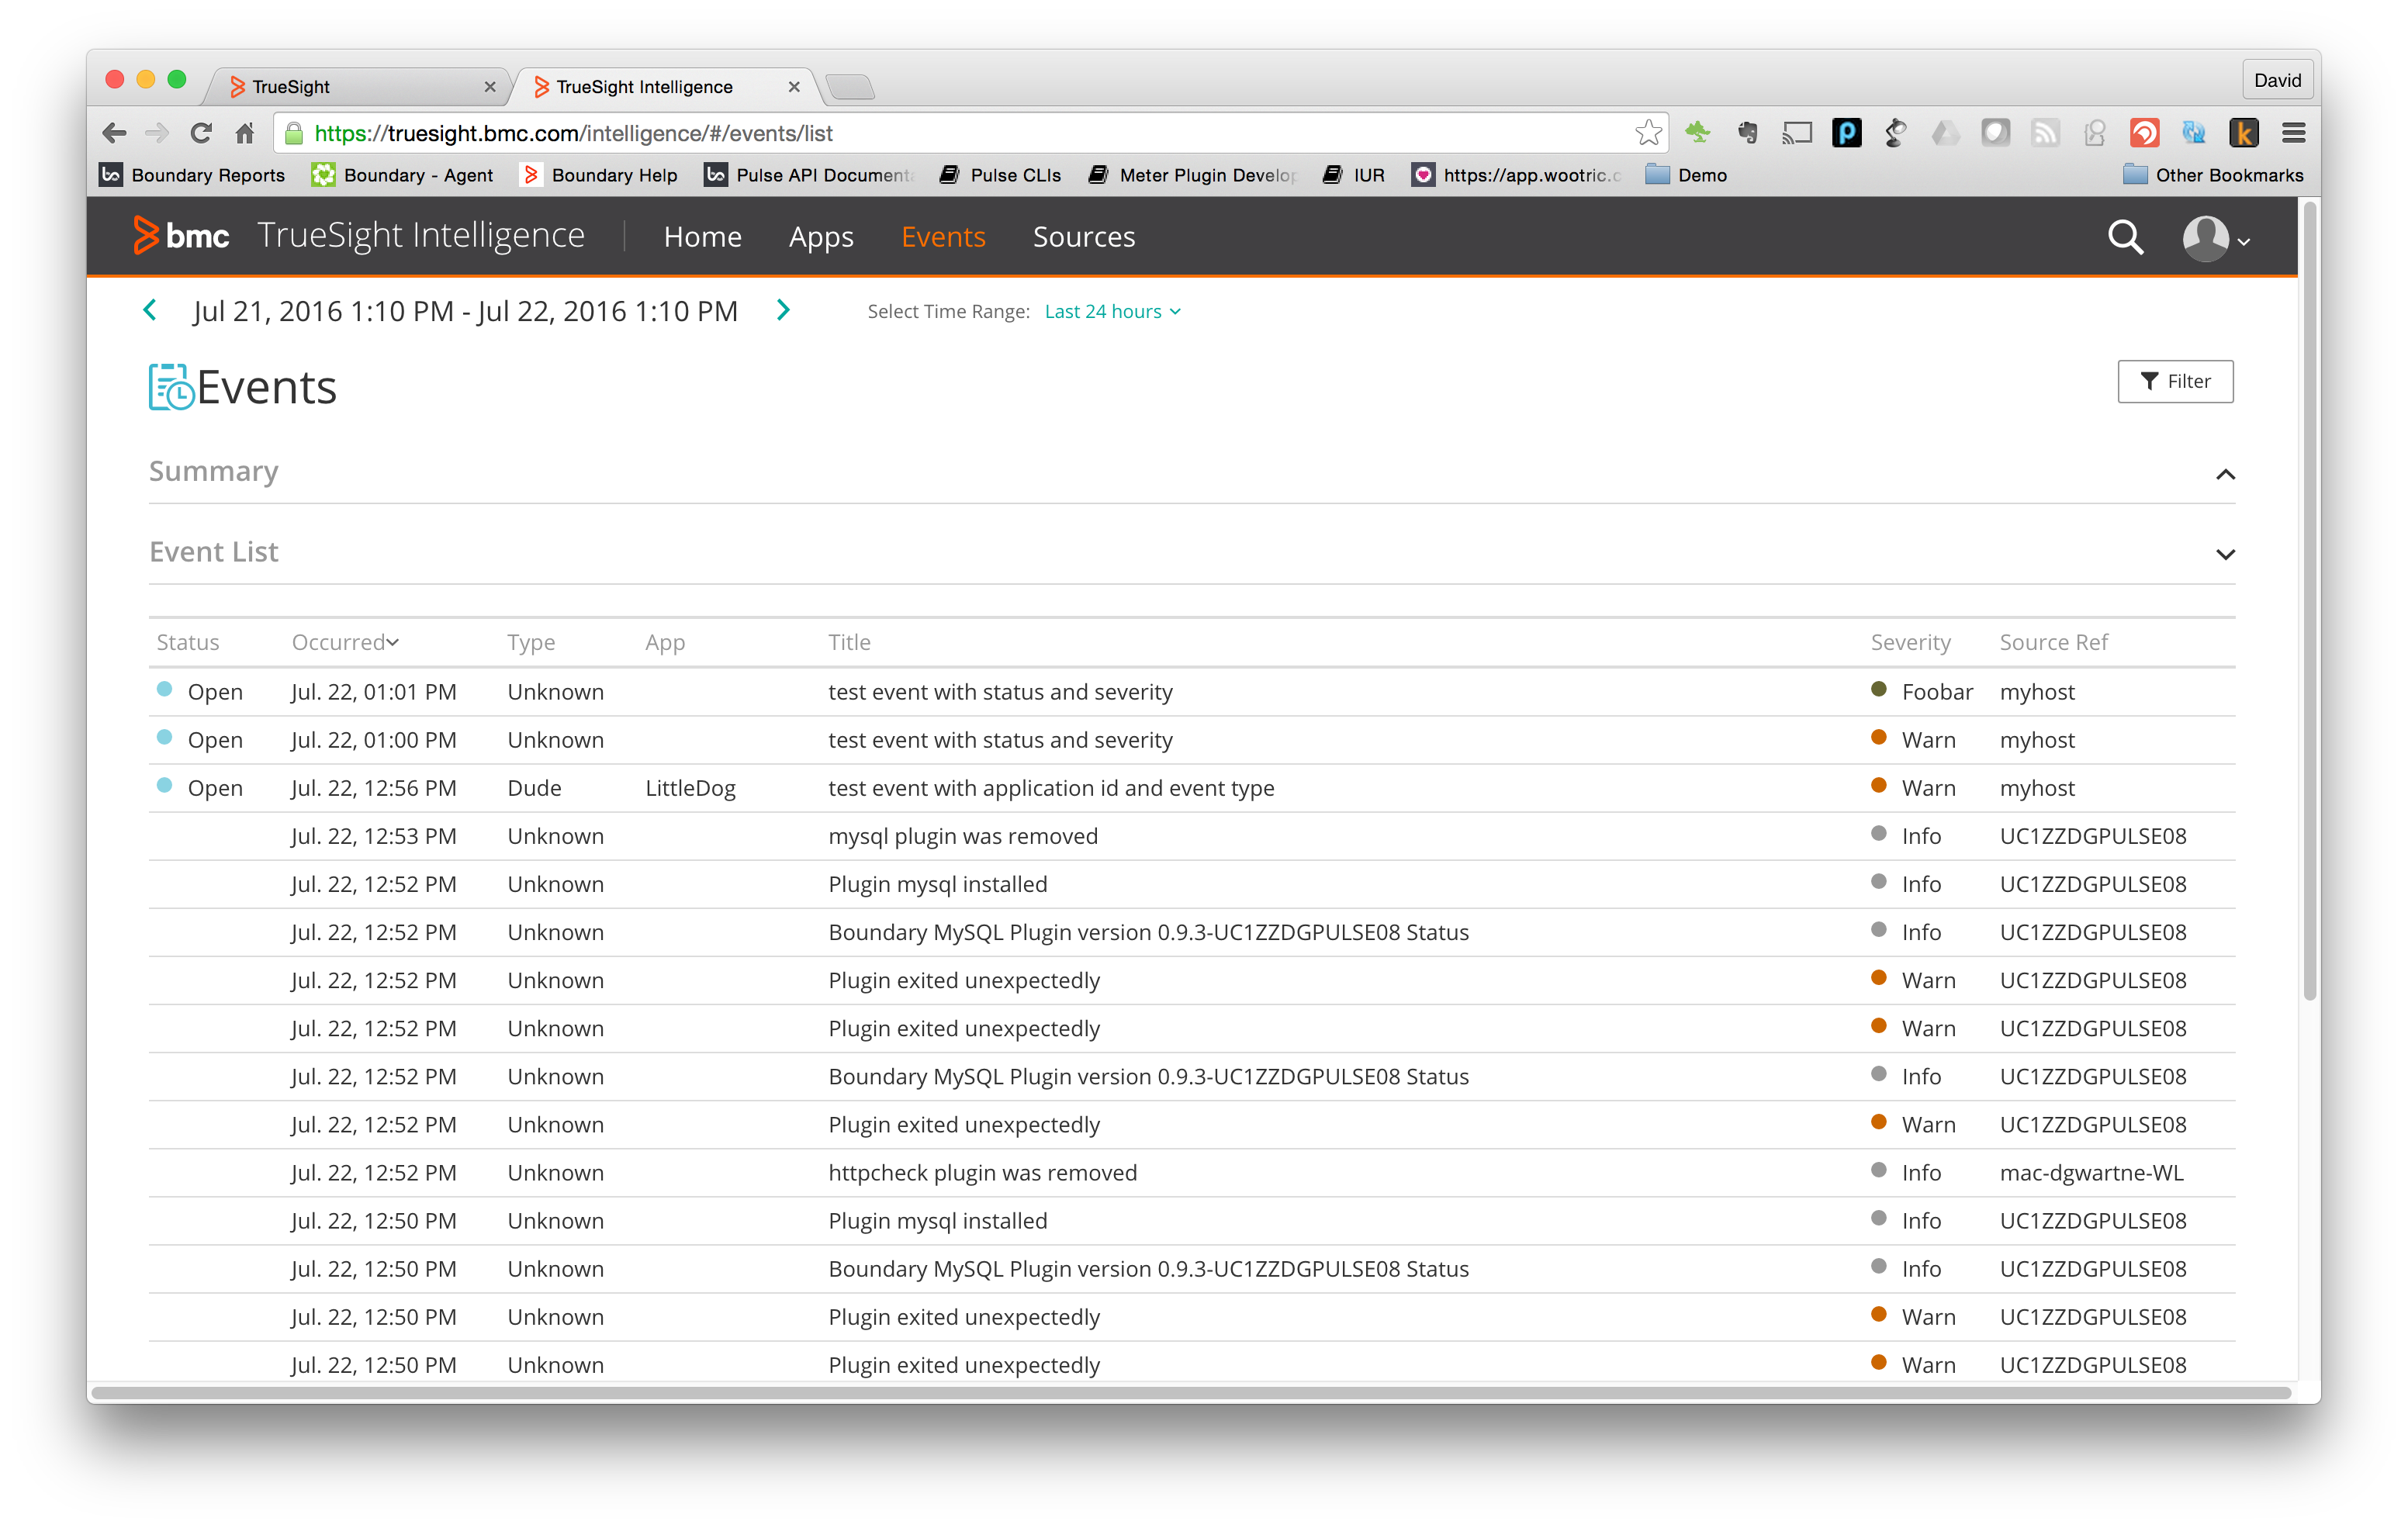 TrueSight
TrueSight Intelligence
David
https://truesight.bmc.com/intelligence/#/events/list
Boundary Reports Boundary - Agent Boundary Help Pulse API Document Pulse CLIs Meter Plugin Develop IUR https://app.wootric.c Demo Other Bookmarks
bmc TrueSight Intelligence Home Apps Events Sources
Jul 21, 2016 1:10 PM - Jul 22, 2016 1:10 PM Select Time Range: Last 24 hours
Events Filter
Summary
Event List
Status Occurred Type App Title Severity Source Ref
Open Jul. 22, 01:01 PM Unknown test event with status and severity Foobar myhost
Open Jul. 22, 01:00 PM Unknown test event with status and severity Warn myhost
Open Jul. 22, 12:56 PM Dude LittleDog test event with application id and event type Warn myhost
Jul. 22, 12:53 PM Unknown mysql plugin was removed Info UC1ZZDGPULSE08
Jul. 22, 12:52 PM Unknown Plugin mysql installed Info UC1ZZDGPULSE08
Jul. 22, 12:52 PM Unknown Boundary MySQL Plugin version 0.9.3-UC1ZZDGPULSE08 Status Info UC1ZZDGPULSE08
Jul. 22, 12:52 PM Unknown Plugin exited unexpectedly Warn UC1ZZDGPULSE08
Jul. 22, 12:52 PM Unknown Plugin exited unexpectedly Warn UC1ZZDGPULSE08
Jul. 22, 12:52 PM Unknown Boundary MySQL Plugin version 0.9.3-UC1ZZDGPULSE08 Status Info UC1ZZDGPULSE08
Jul. 22, 12:52 PM Unknown Plugin exited unexpectedly Warn UC1ZZDGPULSE08
Jul. 22, 12:52 PM Unknown httpcheck plugin was removed Info mac-dgwartne-WL
Jul. 22, 12:50 PM Unknown Plugin mysql installed Info UC1ZZDGPULSE08
Jul. 22, 12:50 PM Unknown Boundary MySQL Plugin version 0.9.3-UC1ZZDGPULSE08 Status Info UC1ZZDGPULSE08
Jul. 22, 12:50 PM Unknown Plugin exited unexpectedly Warn UC1ZZDGPULSE08
Jul. 22, 12:50 PM Unknown Plugin exited unexpectedly Warn UC1ZZDGPULSE08